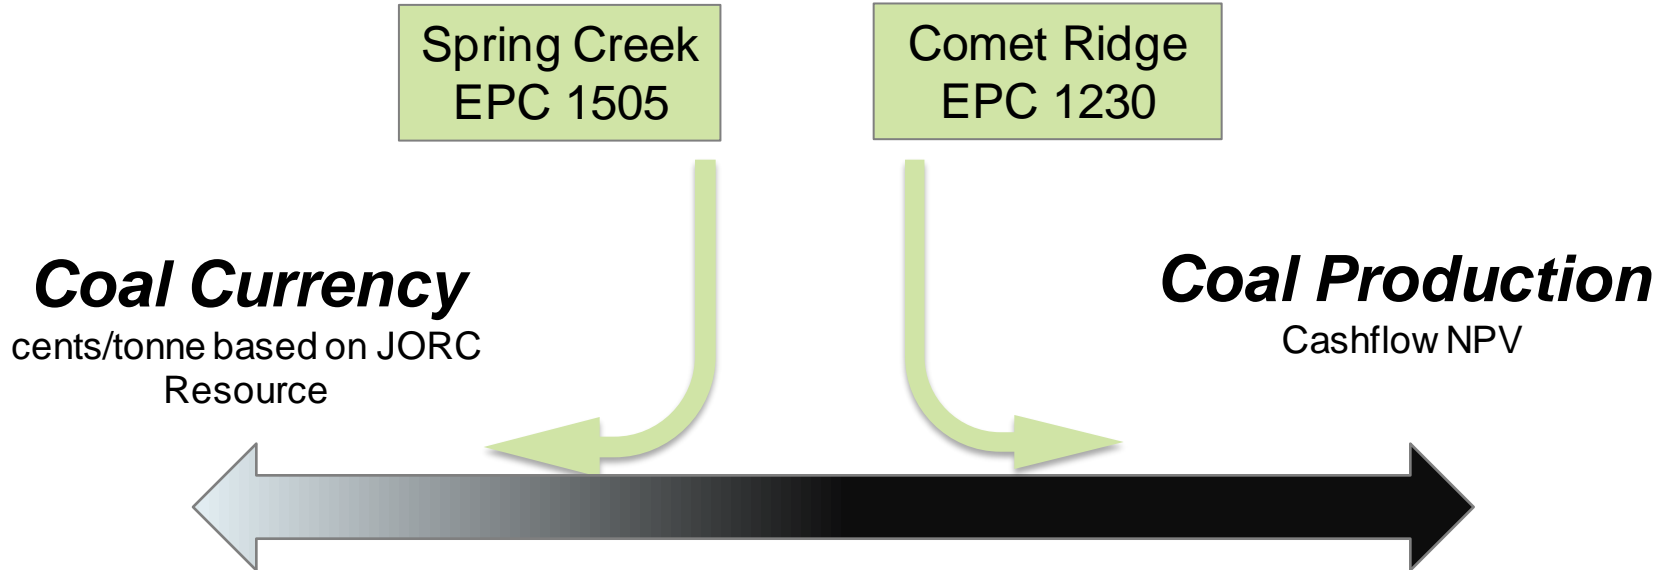 Spring Creek
EPC 1505
Comet Ridge
EPC 1230
Coal Currency
cents/tonne based on JORC
Resource
Coal Production
Cashflow NPV